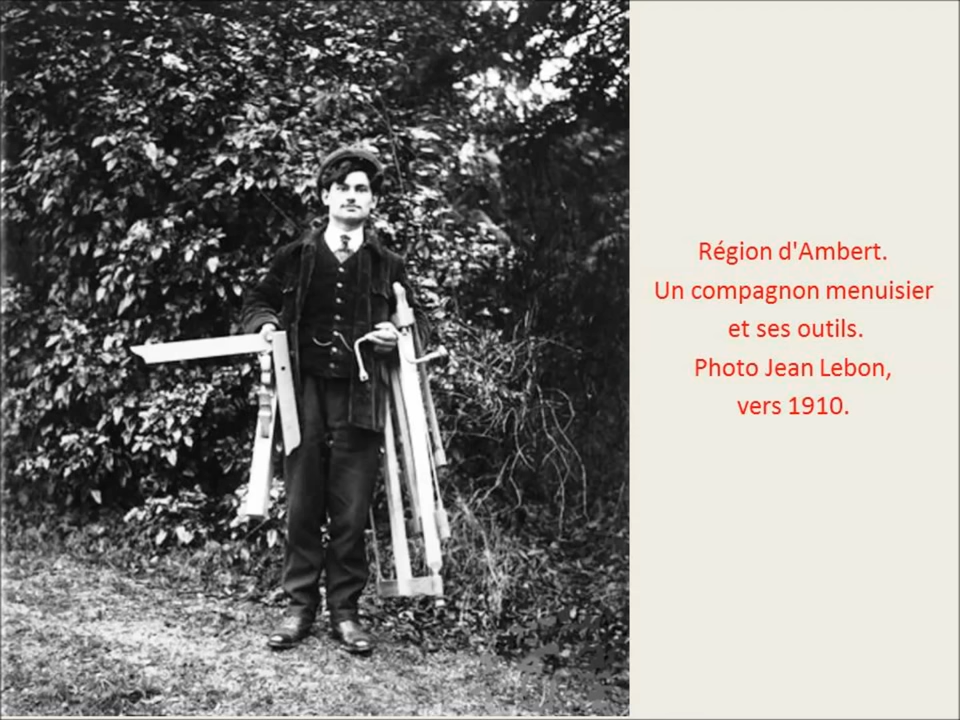 Région d'Ambert.
Un compagnon menuisier
et ses outils.
Photo Jean Lebon,
vers 1910.